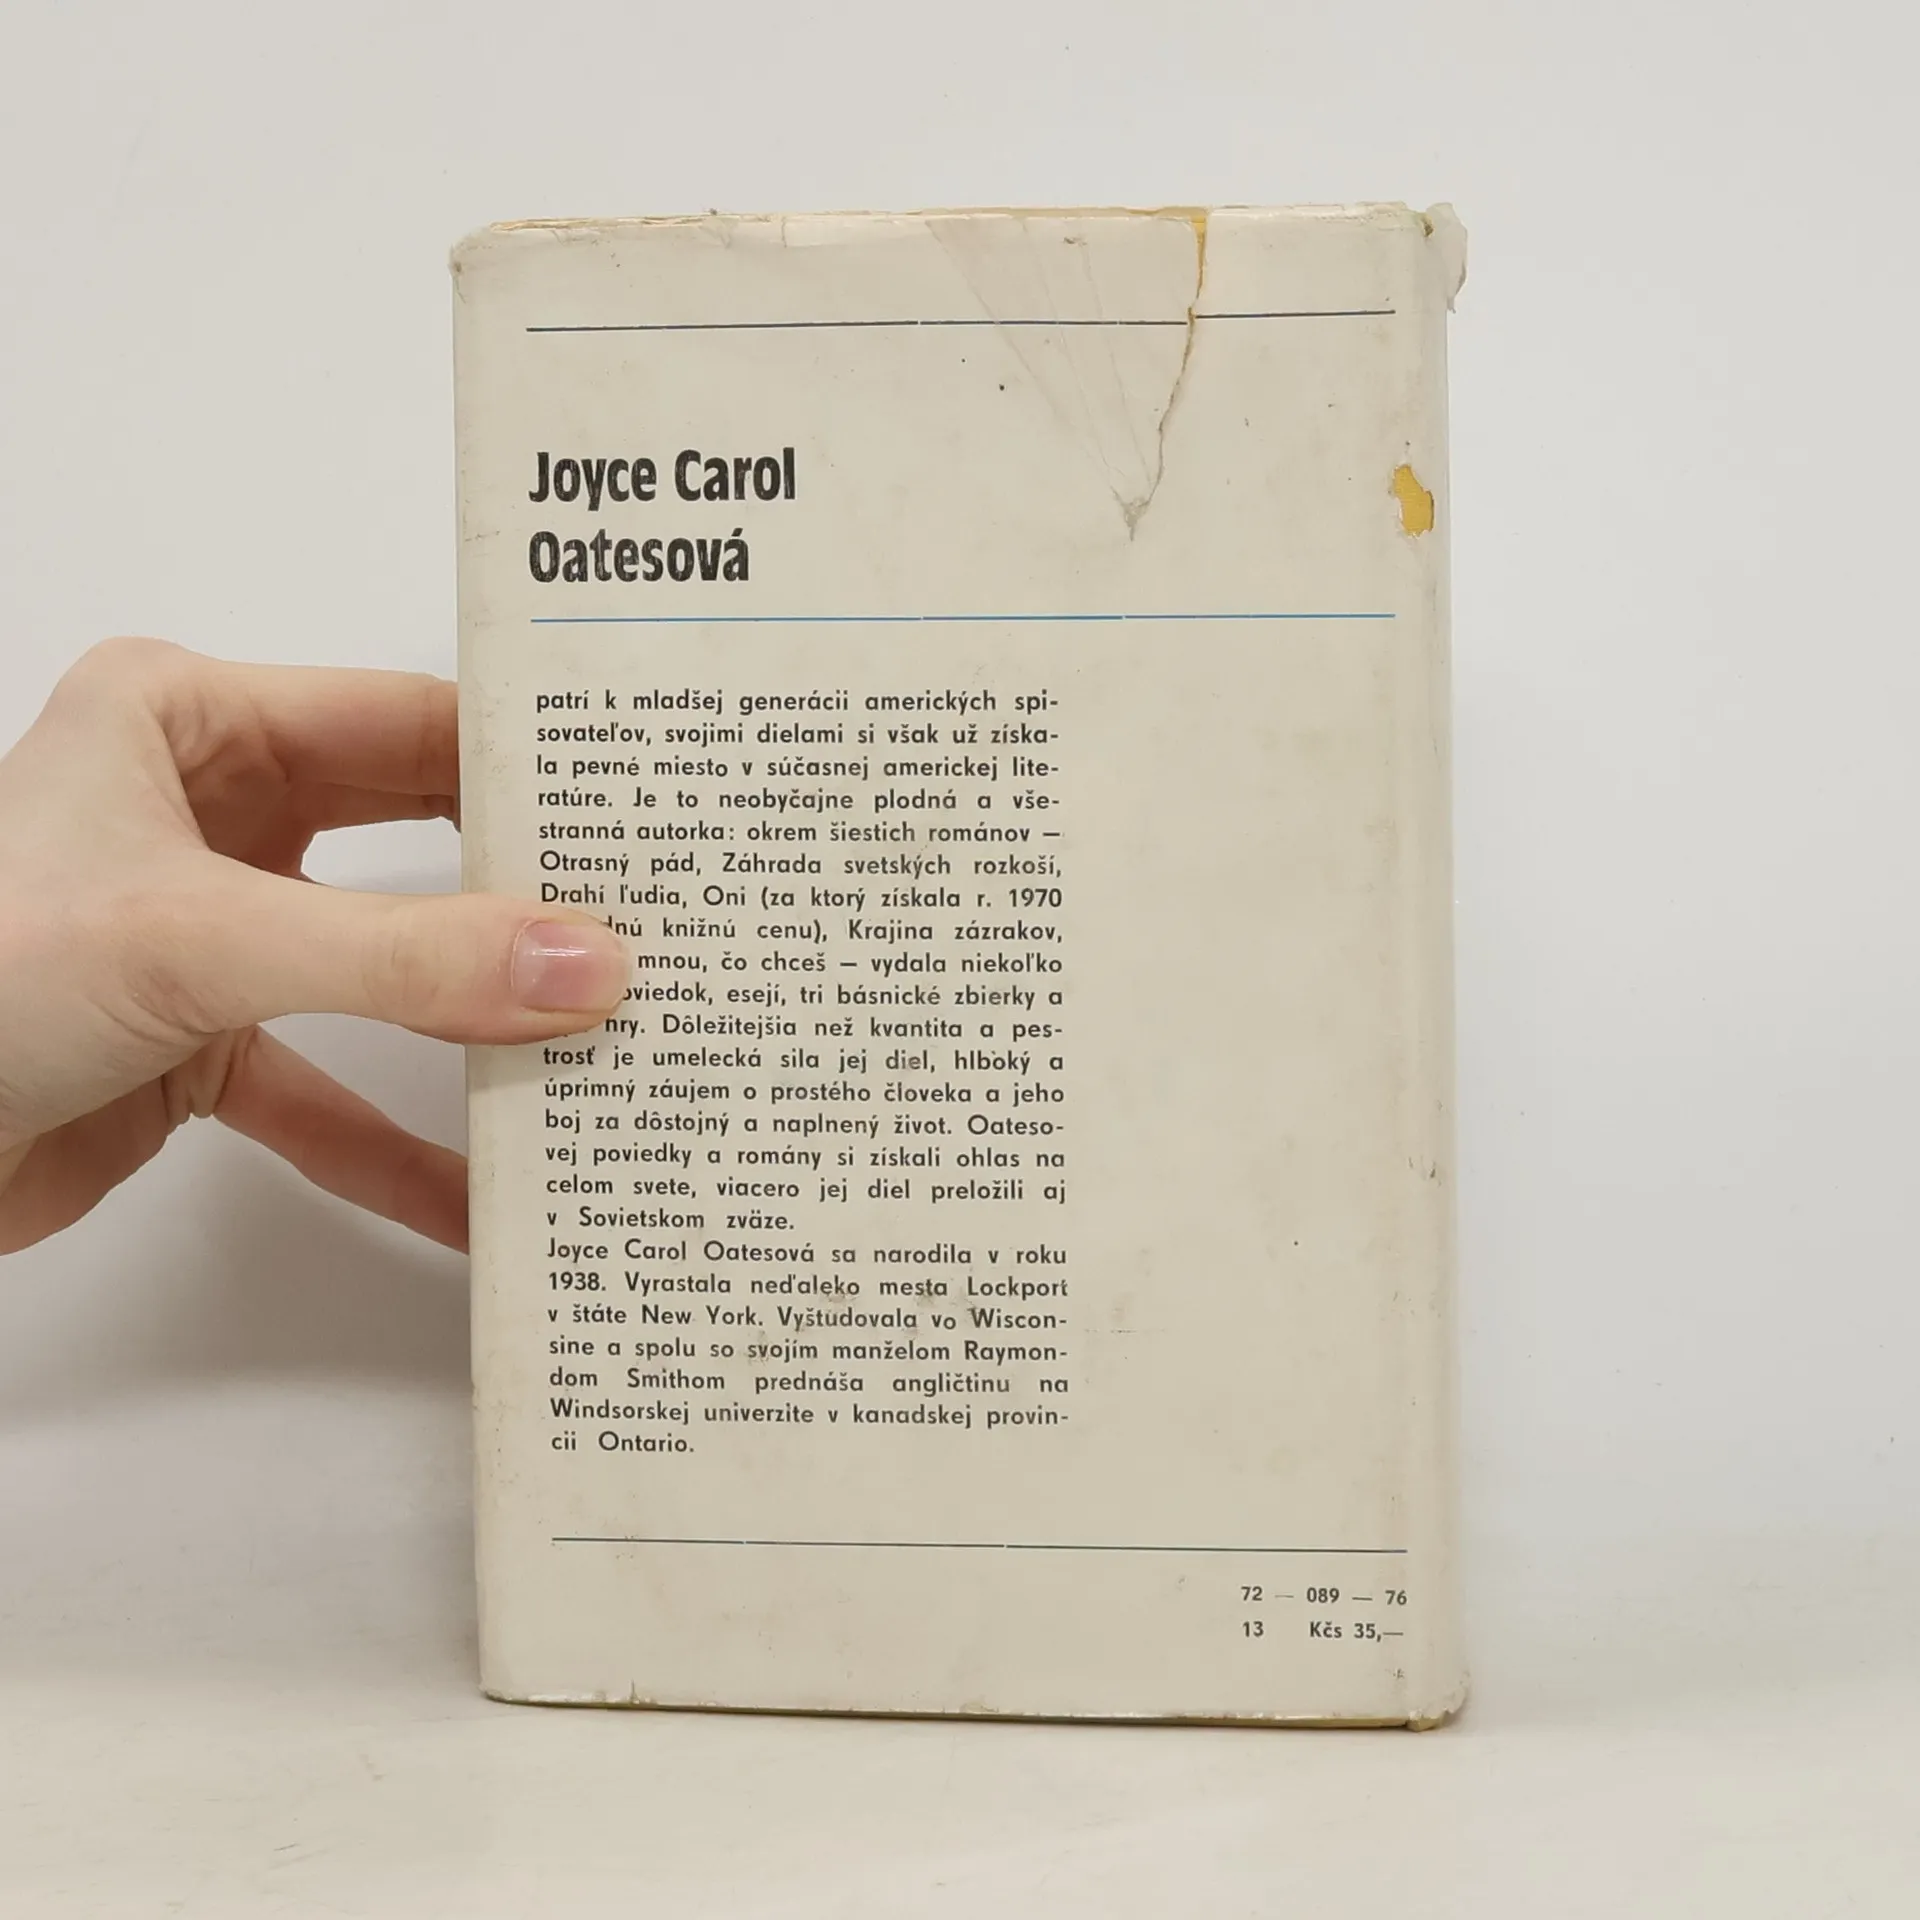 Joyce Carol
Oatesová
patrí k mladšej generácii amerických spi-
sovateľov, svojimi dielami si však už získa-
la pevné miesto v súčasnej americkej lite-
ratúre. Je to neobyčajne plodná a vše-
stranná autorka: okrem šiestich románov —
Otrasný pád, Záhrada svetských rozkoší,
Drahí ľudia, Oni (za ktorý získala r. 1970
knižnú cenu), Krajina zázrakov,
mnou, čo chceš — vydala niekoľko
esejí, tri básnické zbierky a
hry. Dôležitejšia než kvantita a pes-
trosť je umelecká sila jej diel, hlboký a
úprimný záujem o prostého človeka a jeho
boj za dôstojný a naplnený život. Oateso-
vej poviedky a romány si získali ohlas na
celom svete, viacero jej diel preložili aj
v Sovietskom zväze.
Joyce Carol Oatesová sa narodila v roku
1938. Vyrastala neďaleko mesta Lockport
v štáte New York. Vyštudovala vo Wiscon-
sine a spolu so svojím manželom Raymon-
dom Smithom prednáša angličtinu na
Windsorskej univerzite v kanadskej provin-
cii Ontario.
72 — 089 — 76
13 Kčs 35,—